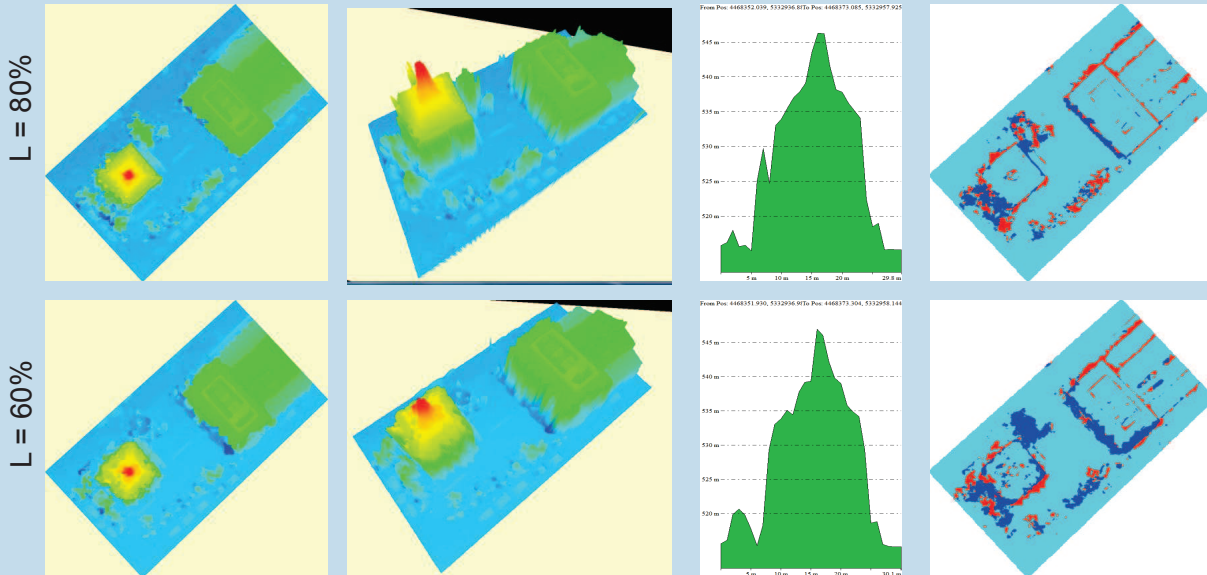 L = 80%
From Pos: 4468352.039, 5332936.8
To Pos: 4468373.085, 5332957.925
545 m
540 m
535 m
530 m
525 m
520 m
5 m 10 m 15 m 20 m 29.8 m
L = 60%
From Pos: 4468351.930, 5332936.9
To Pos: 4468373.304, 5332958.144
545 m
540 m
535 m
530 m
525 m
520 m
5 m 10 m 15 m 20 m 30.1 m